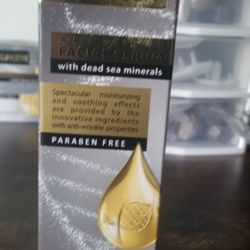 FACIAL SERUM
with dead sea minerals
Spectacular moisturizing
and soothing effects
are provided by the
innovative ingredients
with anti-wrinkle properties
PARABEN FREE